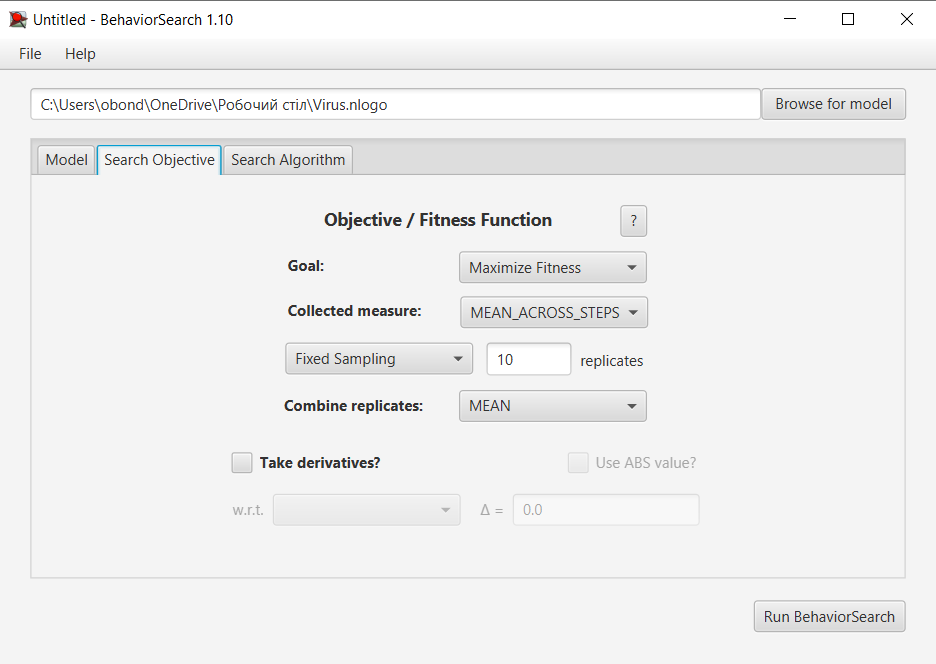 Untitled - BehaviorSearch 1.10
File Help
C:\Users\obond\OneDrive\Робочий стіл\Virus.nlogo Browse for model
Model Search Objective Search Algorithm
Objective / Fitness Function ?
Goal: Maximize Fitness
Collected measure: MEAN_ACROSS_STEPS
Fixed Sampling 10 replicates
Combine replicates: MEAN
Take derivatives? Use ABS value?
w.r.t. Δ = 0.0
Run BehaviorSearch